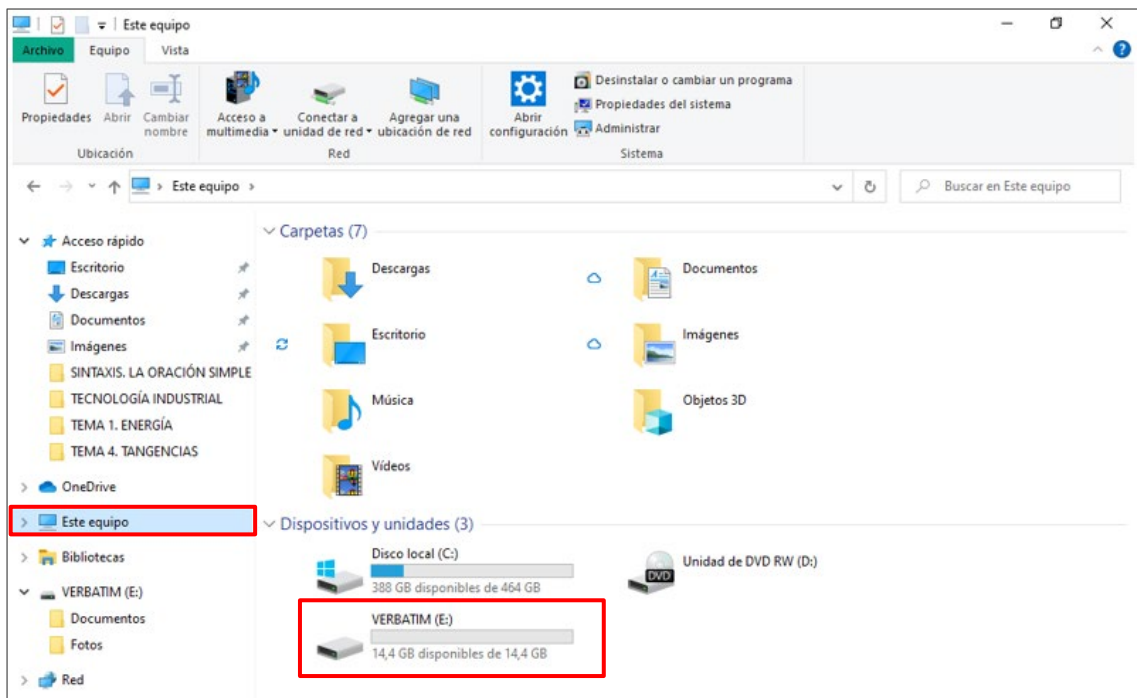 Este equipo
Archivo Equipo Vista
Propiedades Abrir Cambiar nombre
Acceso a multimedia Conectar a unidad de red Agregar una ubicación de red
Abrir configuración
Desinstalar o cambiar un programa
Propiedades del sistema
Administrar
Ubicación Red Sistema
Este equipo
Buscar en Este equipo
Acceso rápido
Escritorio
Descargas
Documentos
Imágenes
SINTAXIS. LA ORACIÓN SIMPLE
TECNOLOGÍA INDUSTRIAL
TEMA 1. ENERGÍA
TEMA 4. TANGENCIAS
OneDrive
Este equipo
Bibliotecas
VERBATIM (E:)
Documentos
Fotos
Red
Carpetas (7)
Descargas Documentos
Escritorio Imágenes
Música Objetos 3D
Vídeos
Dispositivos y unidades (3)
Disco local (C:)
388 GB disponibles de 464 GB
Unidad de DVD RW (D:)
DVD
VERBATIM (E:)
14,4 GB disponibles de 14,4 GB